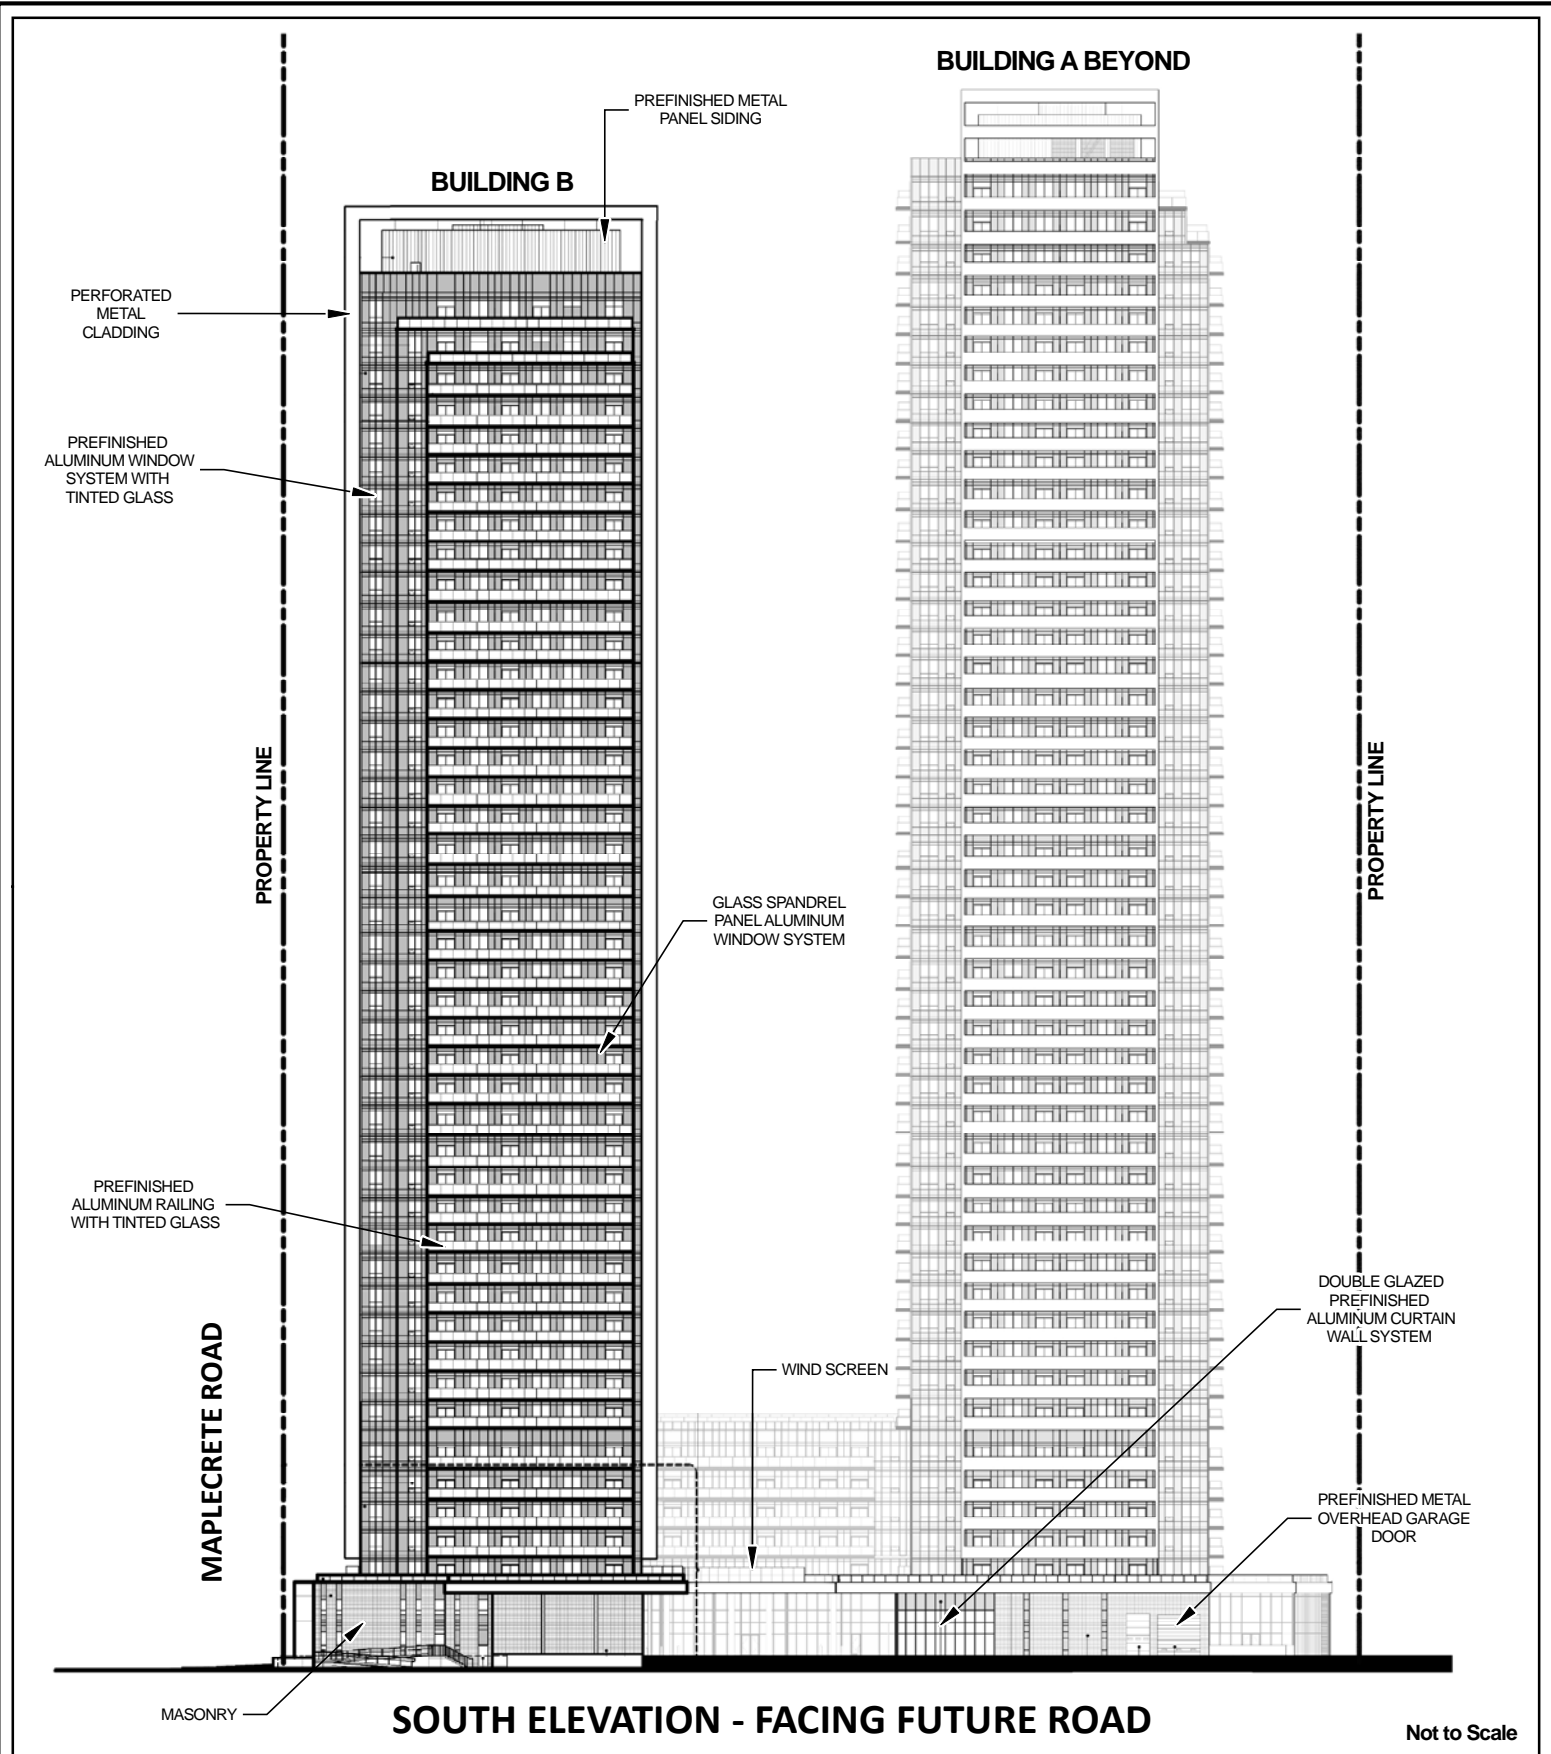 BUILDING A BEYOND
PREFINISHED METAL
PANEL SIDING
BUILDING B
PERFORATED
METAL
CLADDING
PREFINISHED
ALUMINUM WINDOW
SYSTEM WITH
TINTED GLASS
PROPERTY LINE
PROPERTY LINE
GLASS SPANDREL
PANEL ALUMINUM
WINDOW SYSTEM
PREFINISHED
ALUMINUM RAILING
WITH TINTED GLASS
DOUBLE GLAZED
PREFINISHED
ALUMINUM CURTAIN
WALL SYSTEM
MAPLECRETE ROAD
WIND SCREEN
PREFINISHED METAL
OVERHEAD GARAGE
DOOR
MASONRY
SOUTH ELEVATION - FACING FUTURE ROAD
Not to Scale